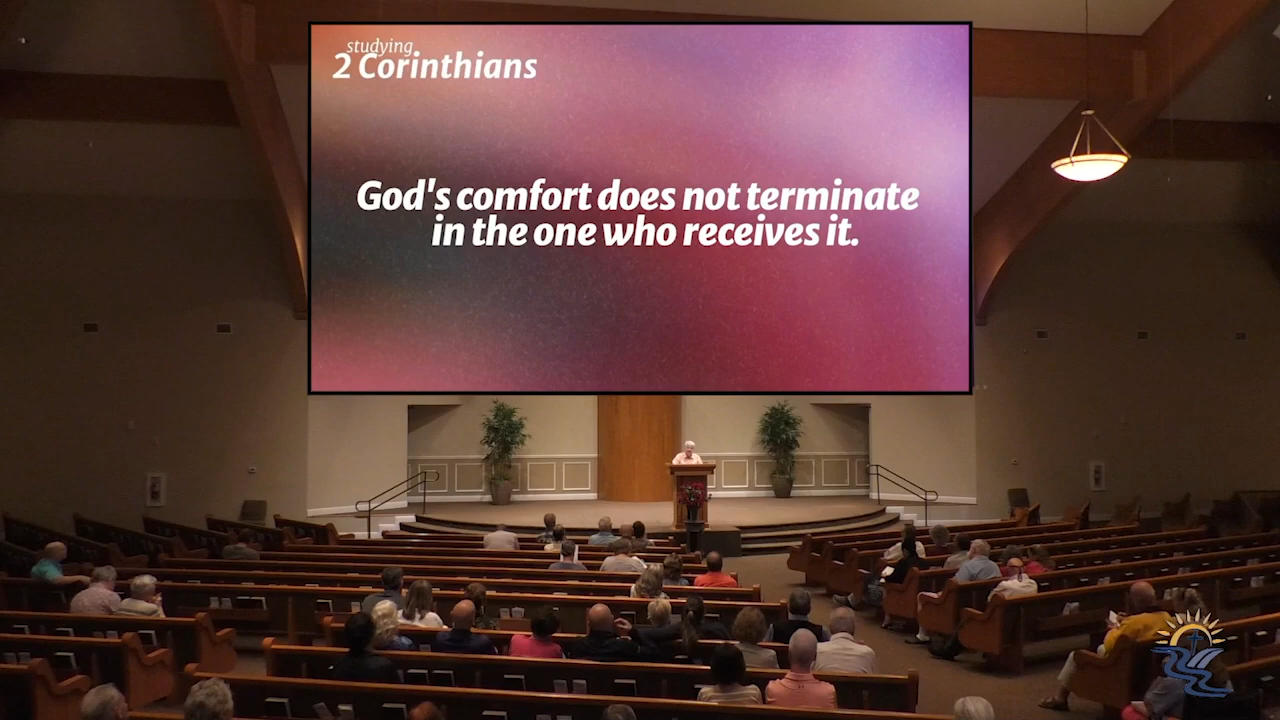 studying
2 Corinthians
God's comfort does not terminate
in the one who receives it.